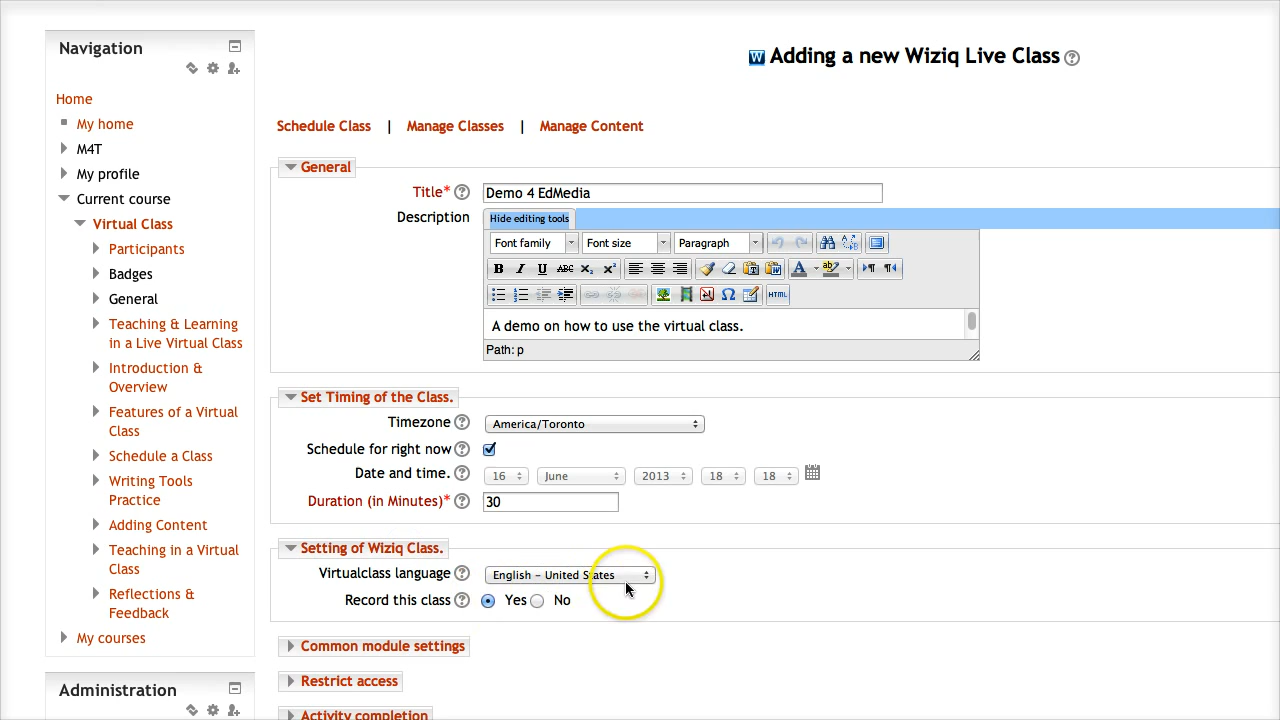 Navigation
Home
My home
M4T
My profile
Current course
Virtual Class
Participants
Badges
General
Teaching & Learning
in a Live Virtual Class
Introduction &
Overview
Features of a Virtual
Class
Schedule a Class
Writing Tools
Practice
Adding Content
Teaching in a Virtual
Class
Reflections &
Feedback
My courses
Administration
W Adding a new Wiziq Live Class ?
Schedule Class | Manage Classes | Manage Content
General
Title* ? Demo 4 EdMedia
Description Hide editing tools
Font family Font size Paragraph
B I U ABC X₂ X² A ab
Ω HTML
A demo on how to use the virtual class.
Path: p
Set Timing of the Class.
Timezone ? America/Toronto
Schedule for right now ?
Date and time. ? 16 June 2013 18 18
Duration (in Minutes)* ? 30
Setting of Wiziq Class.
Virtualclass language ? English - United States
Record this class ? Yes No
Common module settings
Restrict access
Activity completion